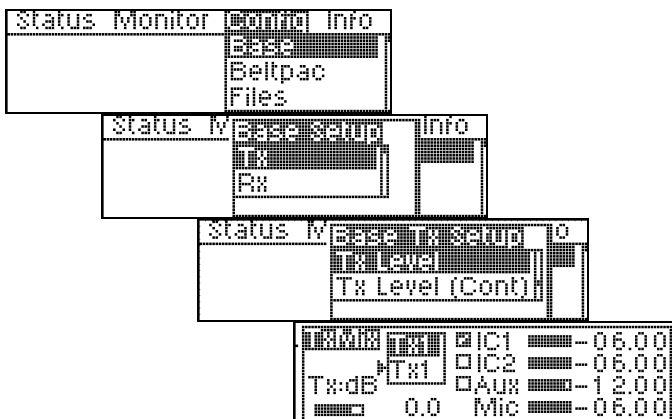 Status Monitor Config Info
Base
Beltpac
Files
Status M Base Setup Info
Tx
Rx
Status M Base Tx Setup o
Tx Level
Tx Level (Cont)
TxMix Tx1 IC1 -06.00
Tx1 IC2 -06.00
Tx:dB Aux -12.00
0.0 Mic -06.00